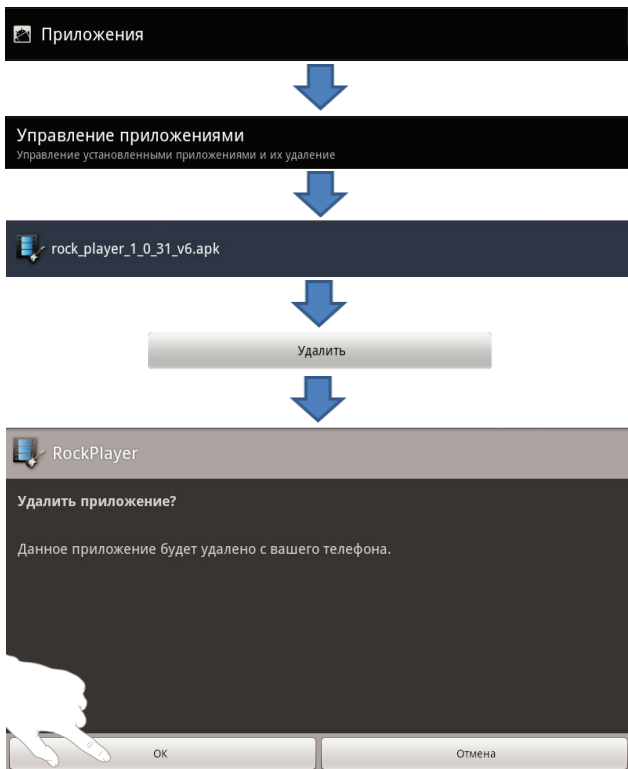 Приложения
Управление приложениями
Управление установленными приложениями и их удаление
rock_player_1_0_31_v6.apk
Удалить
RockPlayer
Удалить приложение?
Данное приложение будет удалено с вашего телефона.
ОК
Отмена